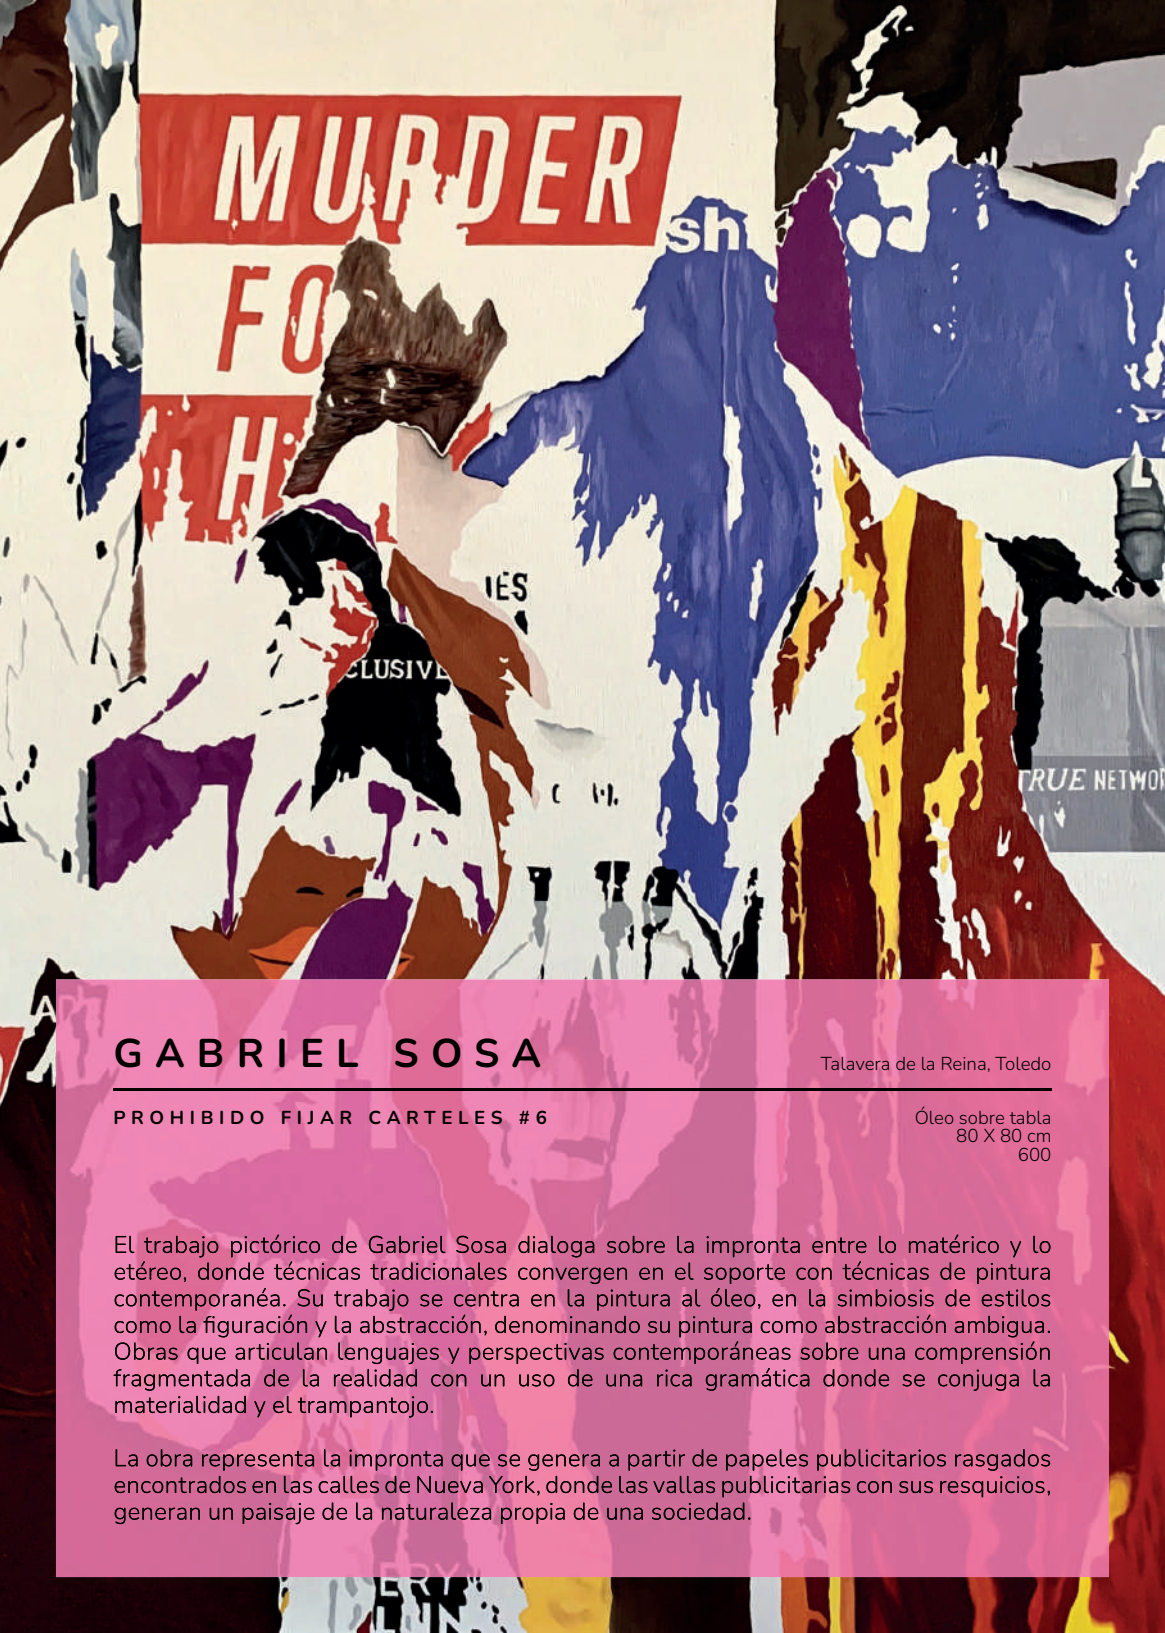 MURDER
sh
FO
H
IES
CLUSIVE
TRUE NETWOR
GABRIEL SOSA
Talavera de la Reina, Toledo
PROHIBIDO FIJAR CARTELES #6
Óleo sobre tabla
80 X 80 cm
600
El trabajo pictórico de Gabriel Sosa dialoga sobre la impronta entre lo matérico y lo
etéreo, donde técnicas tradicionales convergen en el soporte con técnicas de pintura
contemporanéa. Su trabajo se centra en la pintura al óleo, en la simbiosis de estilos
como la figuración y la abstracción, denominando su pintura como abstracción ambigua.
Obras que articulan lenguajes y perspectivas contemporáneas sobre una comprensión
fragmentada de la realidad con un uso de una rica gramática donde se conjuga la
materialidad y el trampantojo.
La obra representa la impronta que se genera a partir de papeles publicitarios rasgados
encontrados en las calles de Nueva York, donde las vallas publicitarias con sus resquicios,
generan un paisaje de la naturaleza propia de una sociedad.
ERY